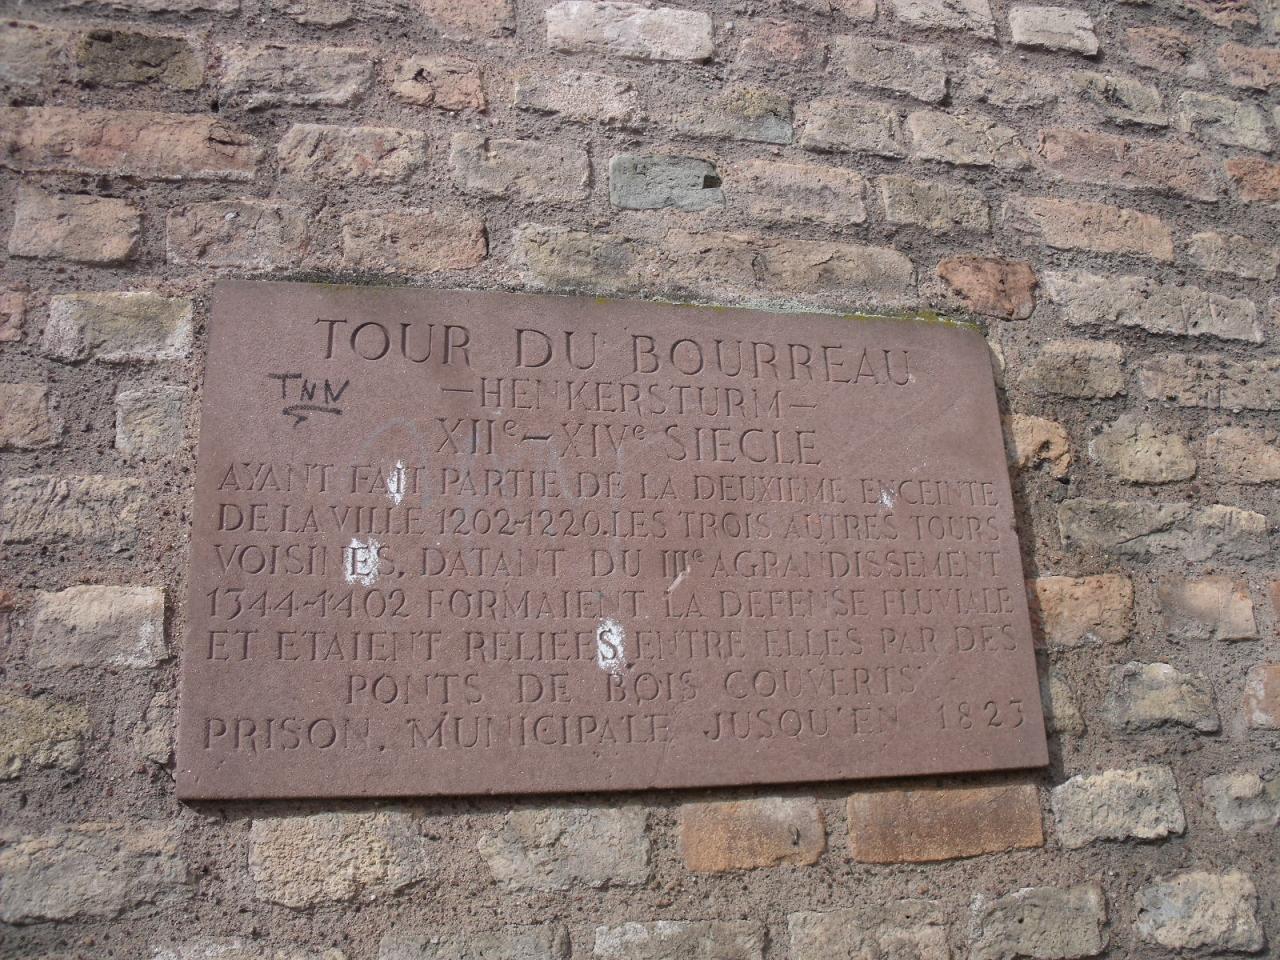 TOUR DU BOURREAU
TNN
—HENKERSTURM—
XIIe—XIVe SIECLE
AYANT FAIT PARTIE DE LA DEUXIEME ENCEINTE
DE LA VILLE 1202-1220. LES TROIS AUTRES TOURS
VOISINES, DATANT DU IIIe AGRANDISSEMENT
1344-1402 FORMAIENT LA DEFENSE FLUVIALE
ET ETAIENT RELIEES ENTRE ELLES PAR DES
PONTS DE BOIS COUVERTS
PRISON MUNICIPALE JUSQU'EN 1823